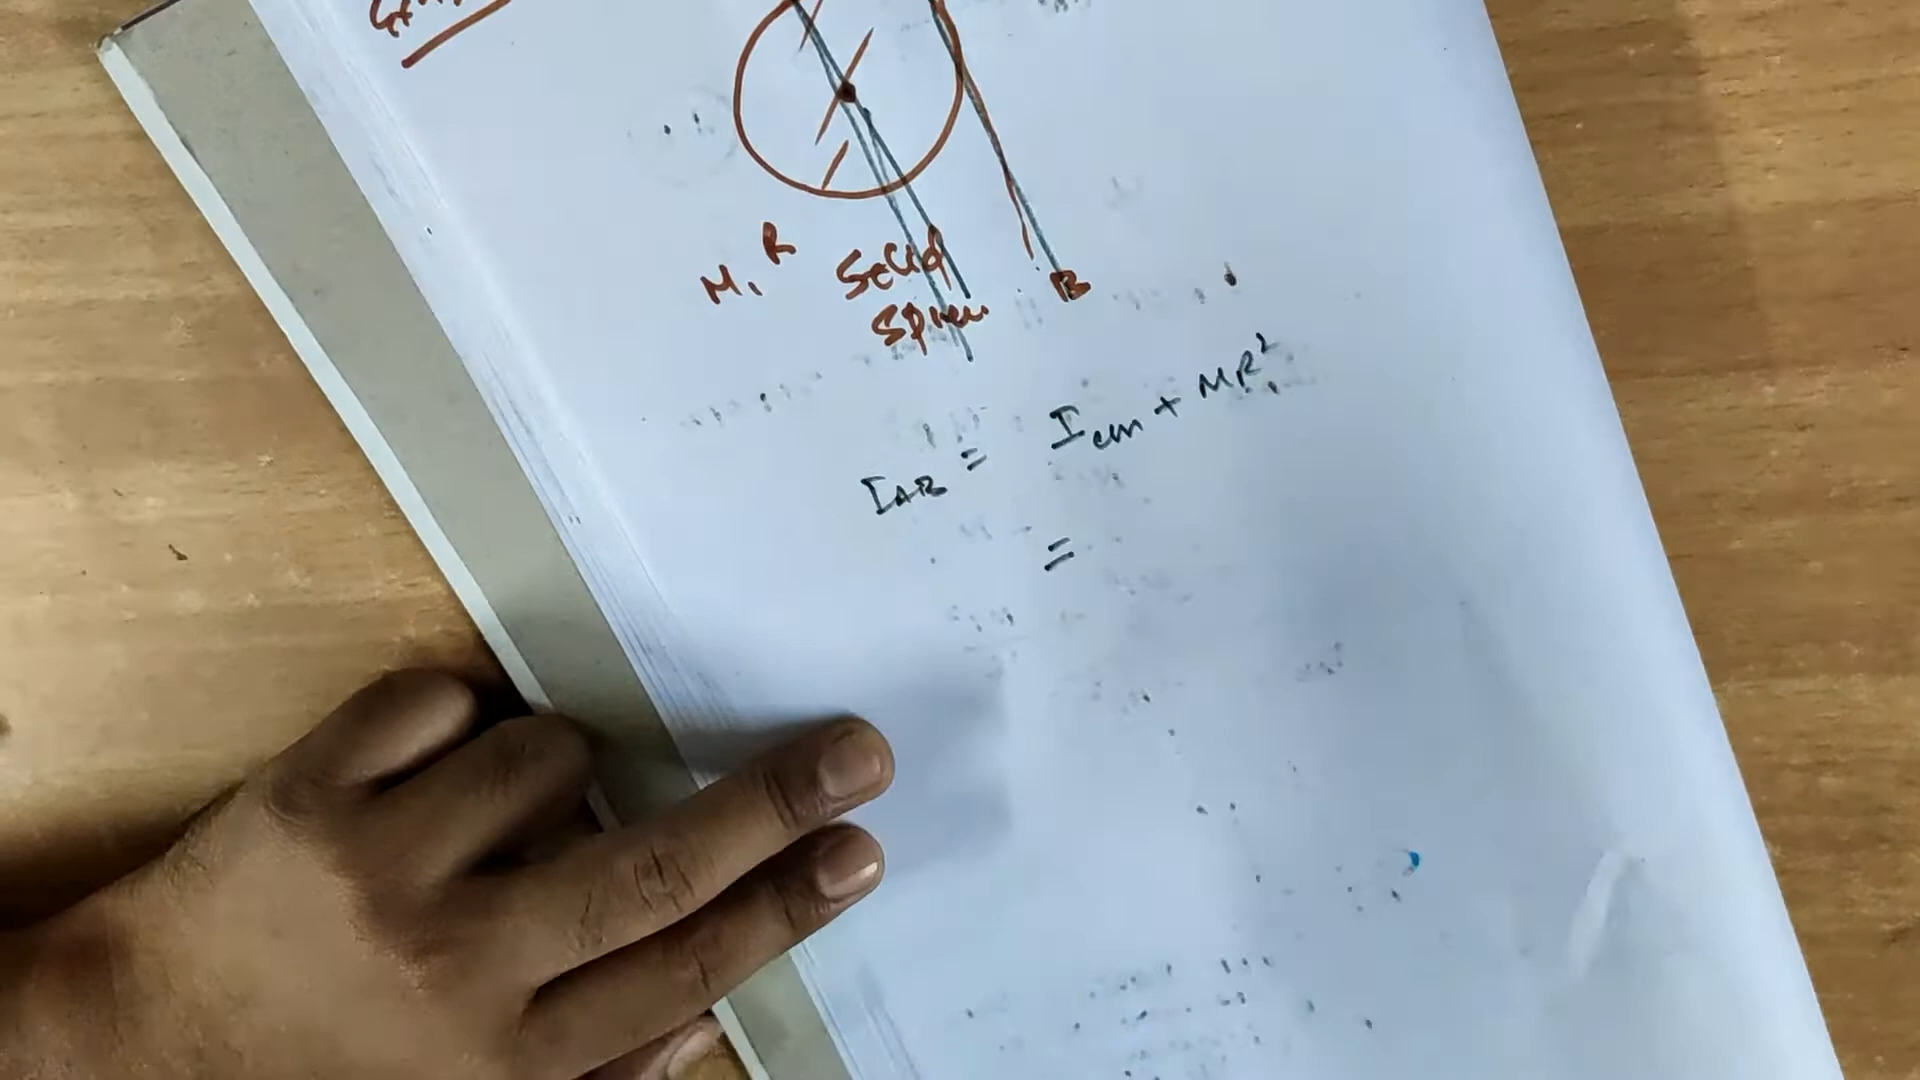 M, R Solid
Sphere
B
I_AB = I_cm + MR²
=